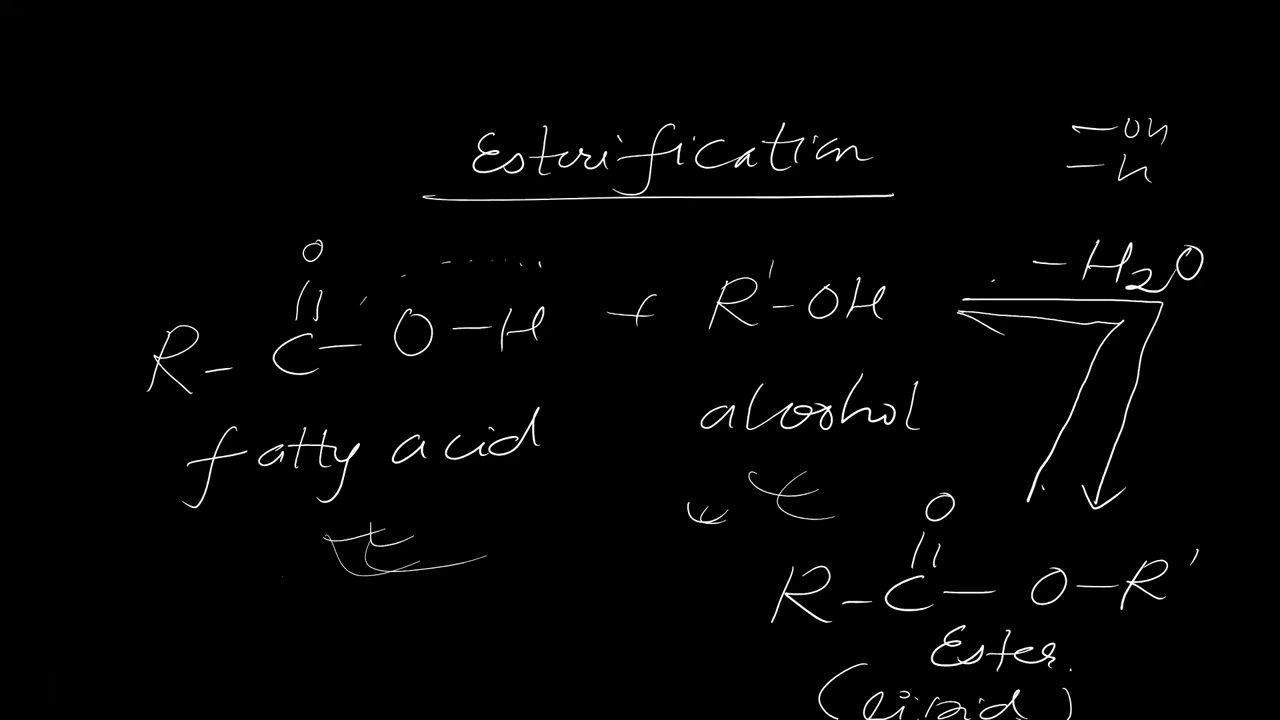 Esterification
-OH
-H
O
||
R-C-O-H + R'-OH -H₂O
fatty acid
alcohol
O
||
R-C-O-R'
Ester.
(lipid)